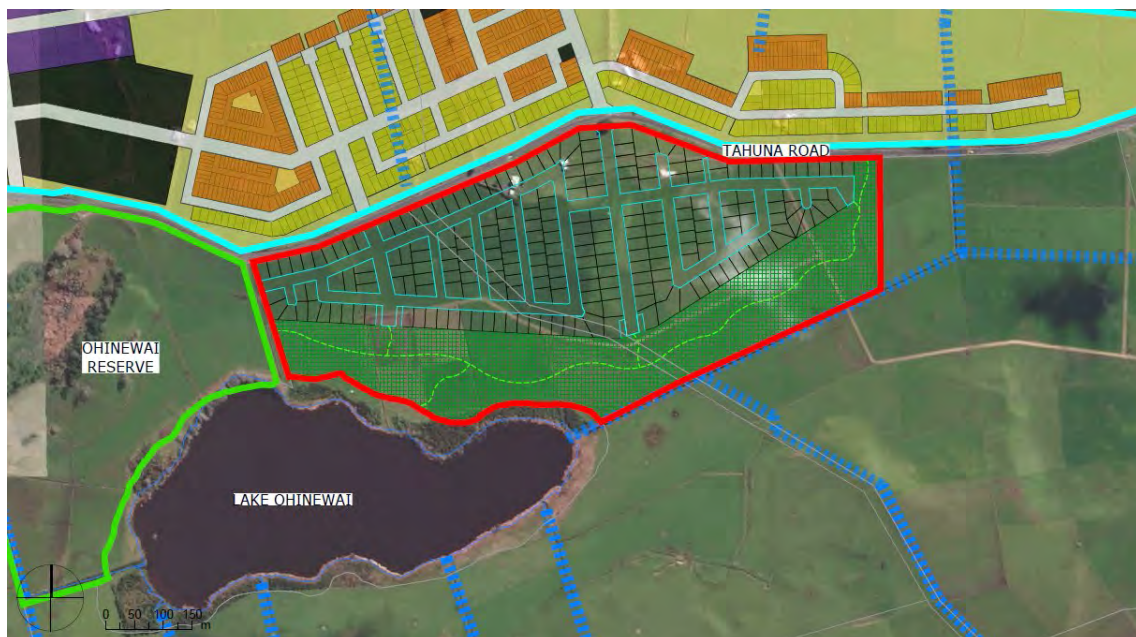 TAHUNA ROAD
OHINEWAI
RESERVE
LAKE OHINEWAI
0 50 100 150
m